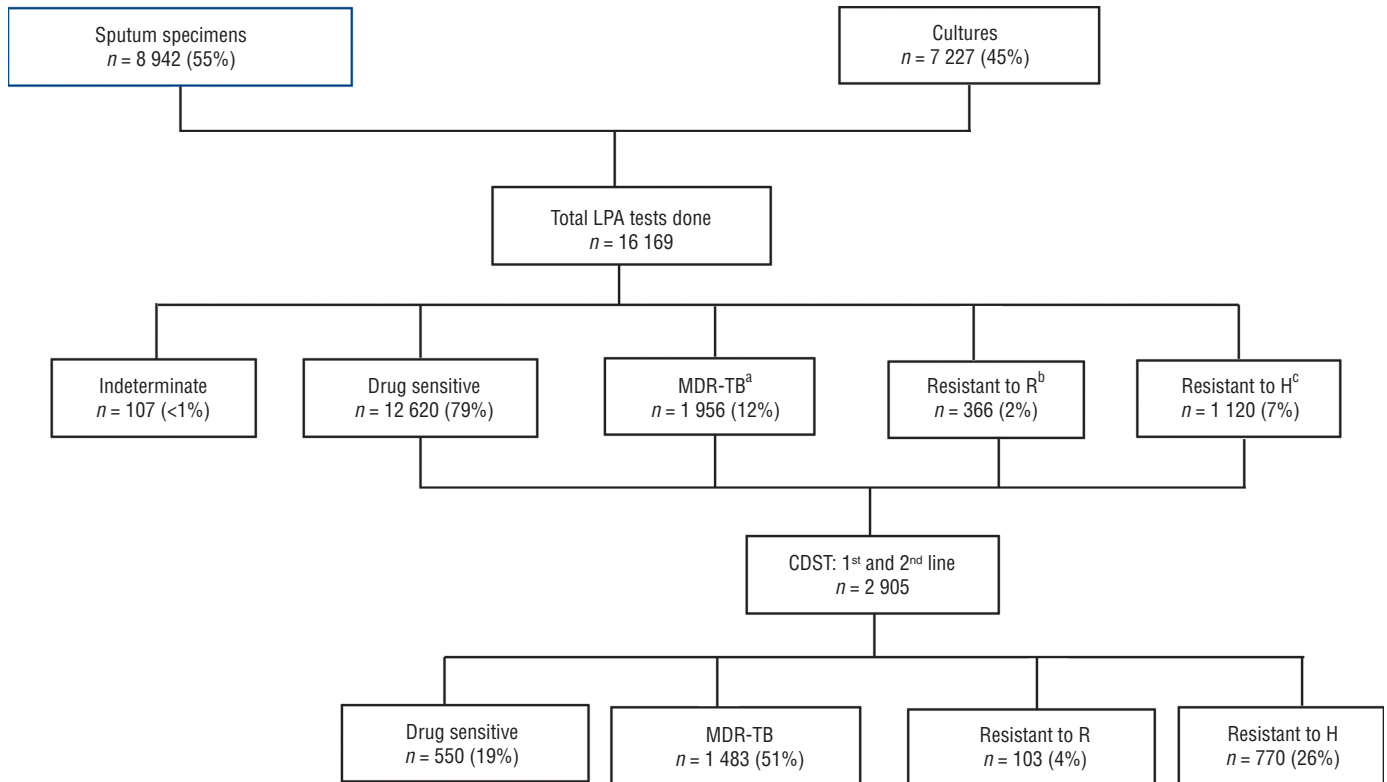 Sputum specimens
n = 8 942 (55%)
Cultures
n = 7 227 (45%)
Total LPA tests done
n = 16 169
Indeterminate
n = 107 (<1%)
Drug sensitive
n = 12 620 (79%)
MDR-TBᵃ
n = 1 956 (12%)
Resistant to Rᵇ
n = 366 (2%)
Resistant to Hᶜ
n = 1 120 (7%)
CDST: 1ˢᵗ and 2ⁿᵈ line
n = 2 905
Drug sensitive
n = 550 (19%)
MDR-TB
n = 1 483 (51%)
Resistant to R
n = 103 (4%)
Resistant to H
n = 770 (26%)